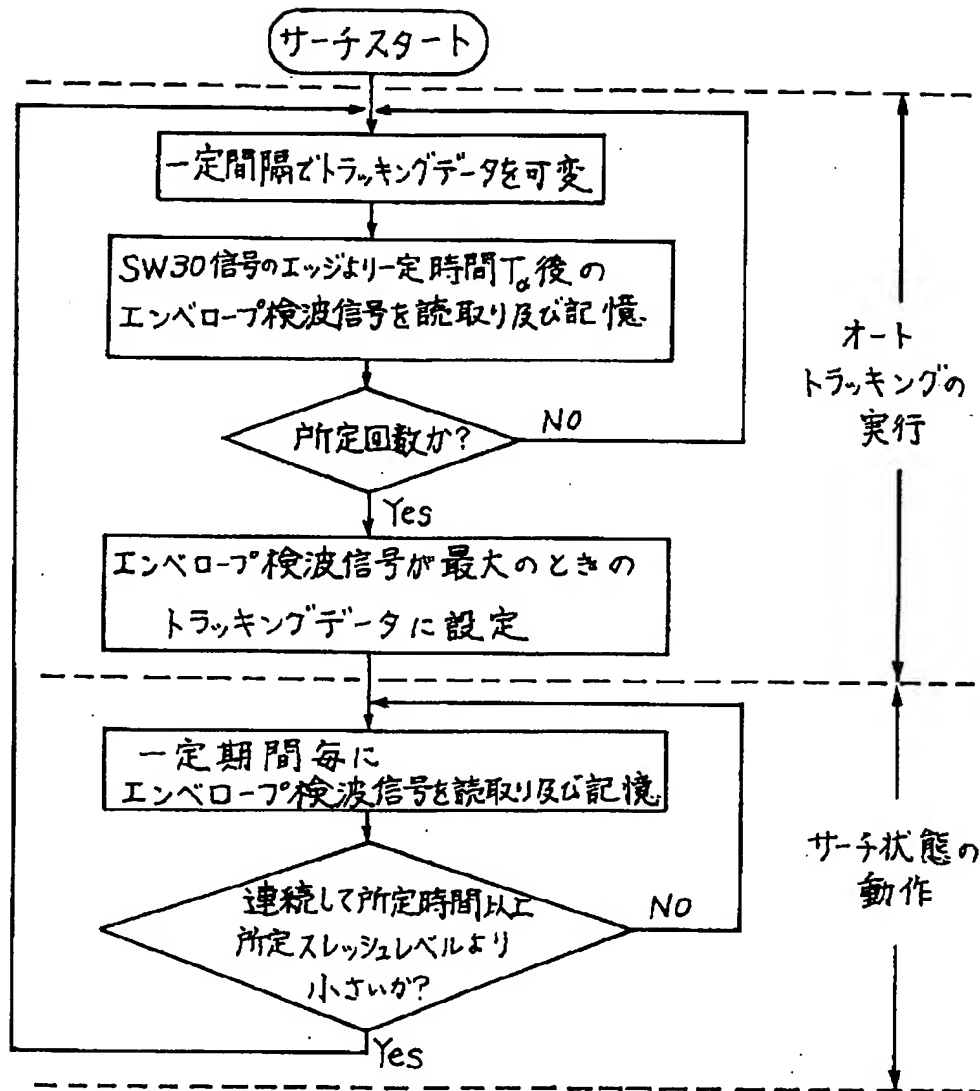 サーチスタート
一定間隔でトラッキングデータを可変
SW30信号のエッジより一定時間Tα後の
エンベロープ検波信号を読取り及び記憶
所定回数か?
NO
Yes
エンベロープ検波信号が最大のときの
トラッキングデータに設定
オート
トラッキングの
実行
一定期間毎に
エンベロープ検波信号を読取り及び記憶
連続して所定時間以上
所定スレッシュレベルより
小さいか?
NO
Yes
サーチ状態の
動作